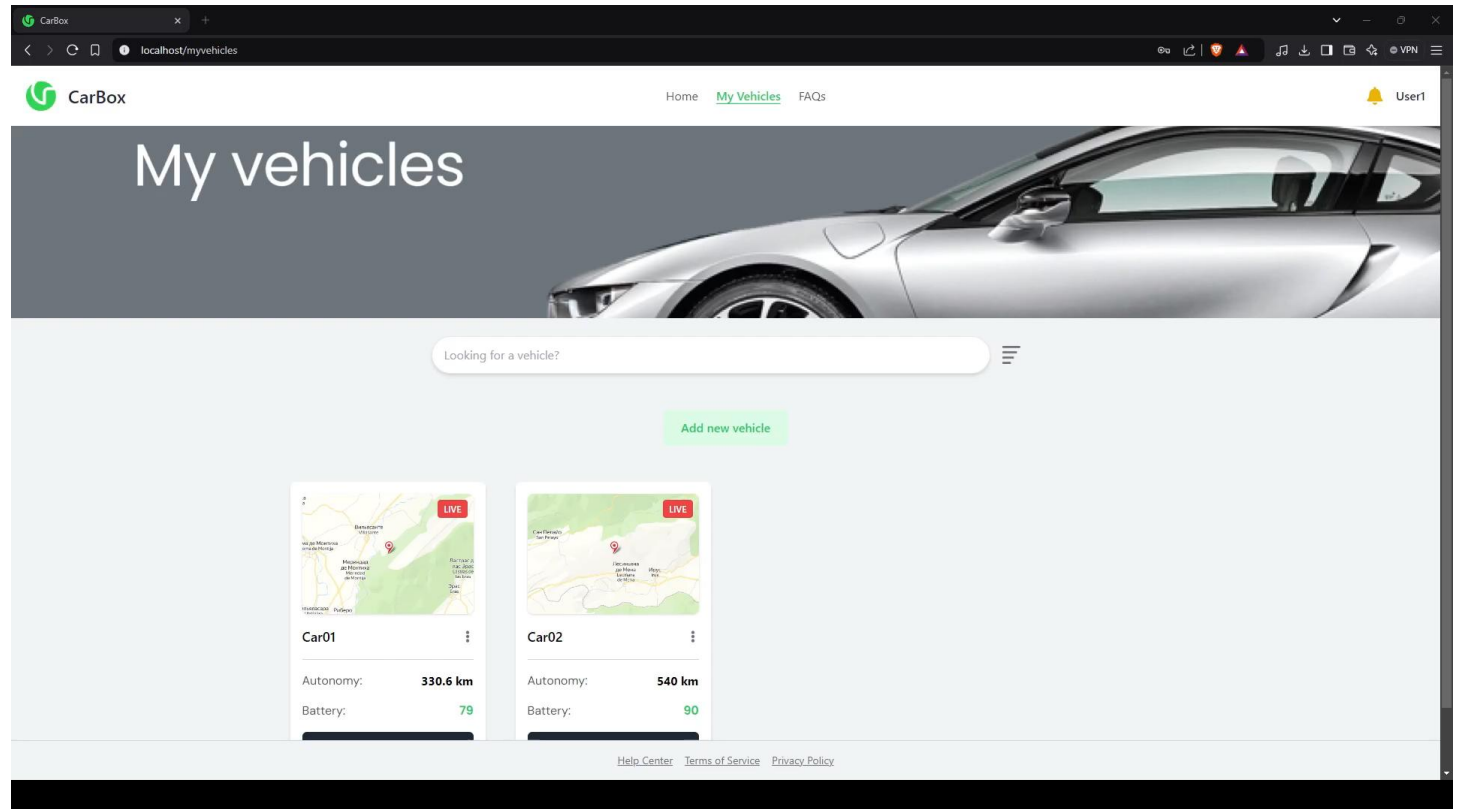 CarBox
localhost/myvehicles
VPN
CarBox
Home My Vehicles FAQs
User1
My vehicles
Looking for a vehicle?
Add new vehicle
LIVE
LIVE
Car01
Car02
Autonomy: 330.6 km
Autonomy: 540 km
Battery: 79
Battery: 90
Help Center Terms of Service Privacy Policy